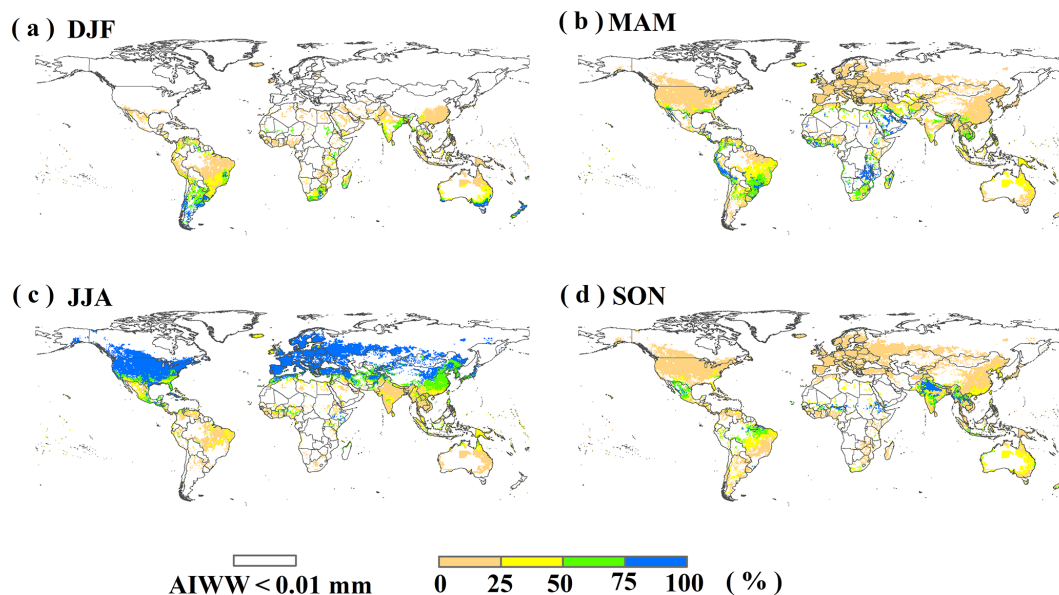 ( a ) DJF
( b ) MAM
( c ) JJA
( d ) SON
AIWW < 0.01 mm
0 25 50 75 100 ( % )